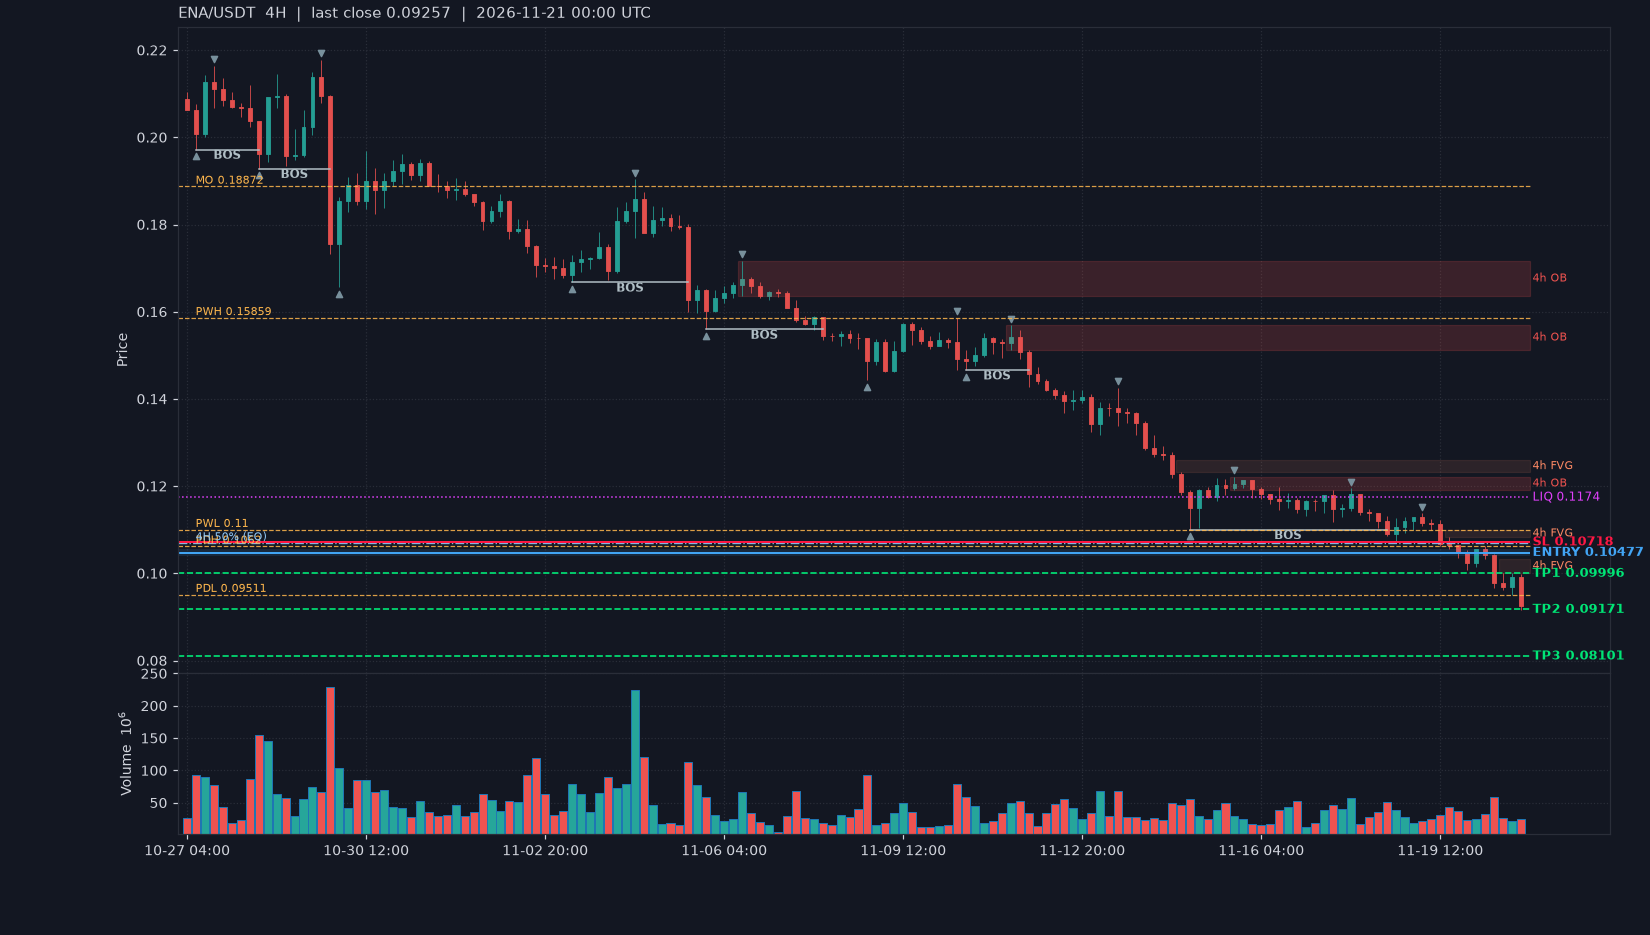 ENA/USDT 4H | last close 0.09257 | 2026-11-21 00:00 UTC
0.22
0.20
0.18
0.16
0.14
0.12
0.10
0.08
Price
BOS
BOS
MO 0.18872
BOS
4h OB
PWH 0.15859
BOS
4h OB
BOS
4h FVG
4h OB
LIQ 0.1174
PWL 0.11
BOS
4h FVG
4H 50% (EQ)
SL 0.10718
ENTRY 0.10477
4h FVG
TP1 0.09996
PDL 0.09511
TP2 0.09171
TP3 0.08101
250
200
150
100
50
Volume 10⁶
10-27 04:00
10-30 12:00
11-02 20:00
11-06 04:00
11-09 12:00
11-12 20:00
11-16 04:00
11-19 12:00